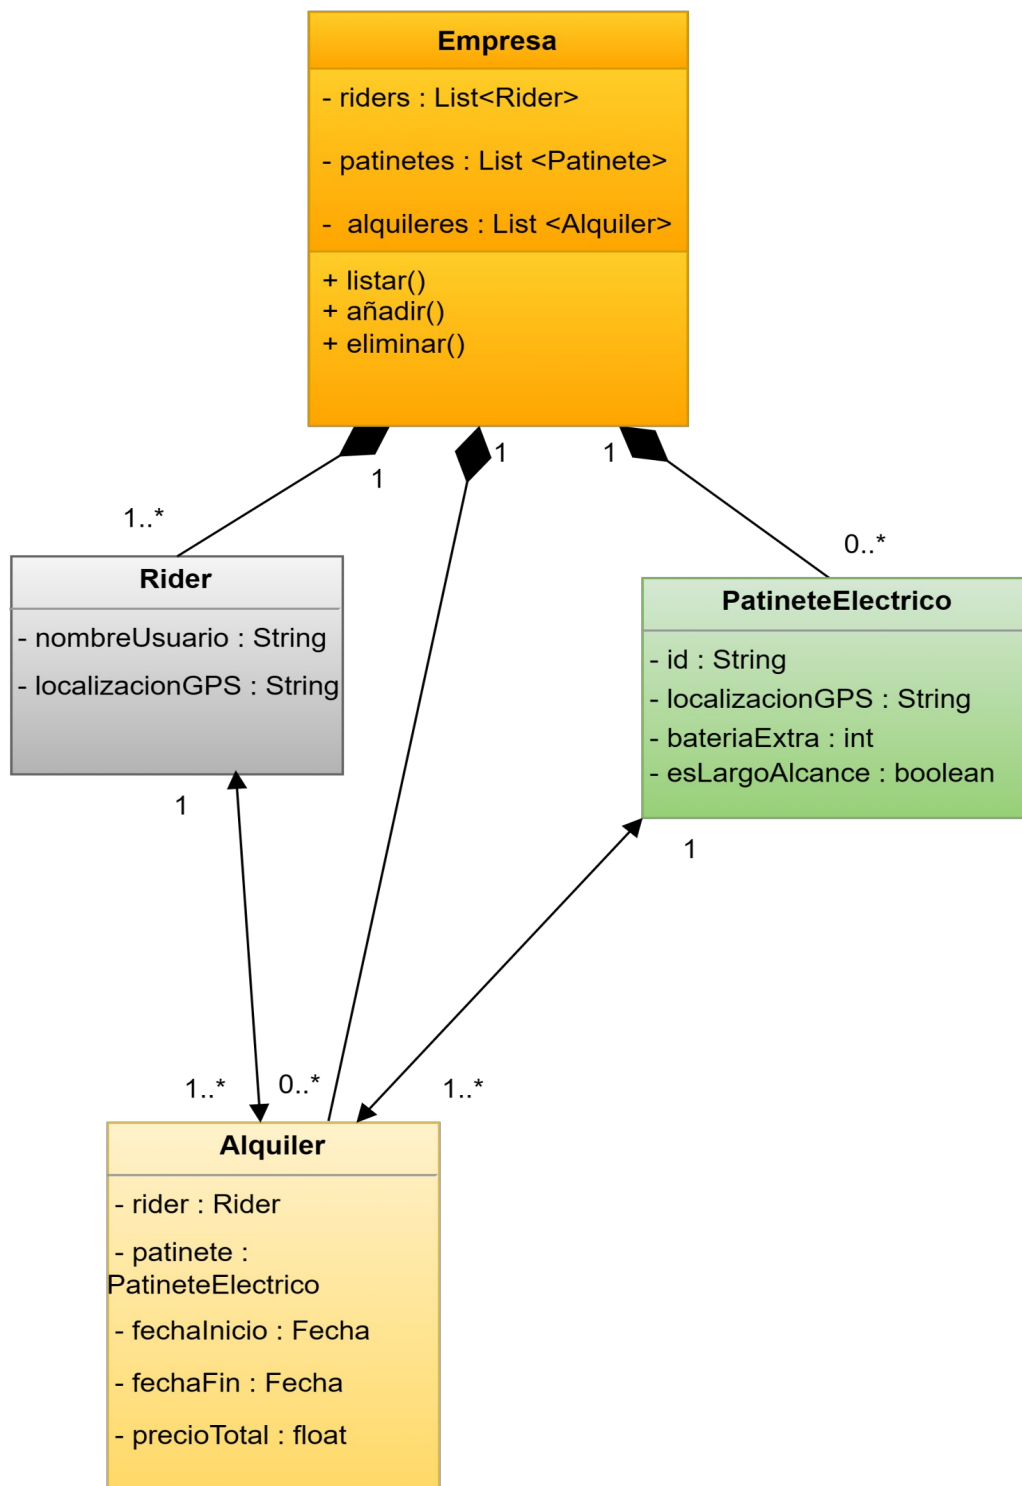 Empresa
- riders : List<Rider>
- patinetes : List <Patinete>
- alquileres : List <Alquiler>
+ listar()
+ añadir()
+ eliminar()
1
1
1
1..*
0..*
Rider
- nombreUsuario : String
- localizacionGPS : String
PatineteElectrico
- id : String
- localizacionGPS : String
- bateriaExtra : int
- esLargoAlcance : boolean
1
1
1..*
0..*
1..*
Alquiler
- rider : Rider
- patinete :
PatineteElectrico
- fechaInicio : Fecha
- fechaFin : Fecha
- precioTotal : float